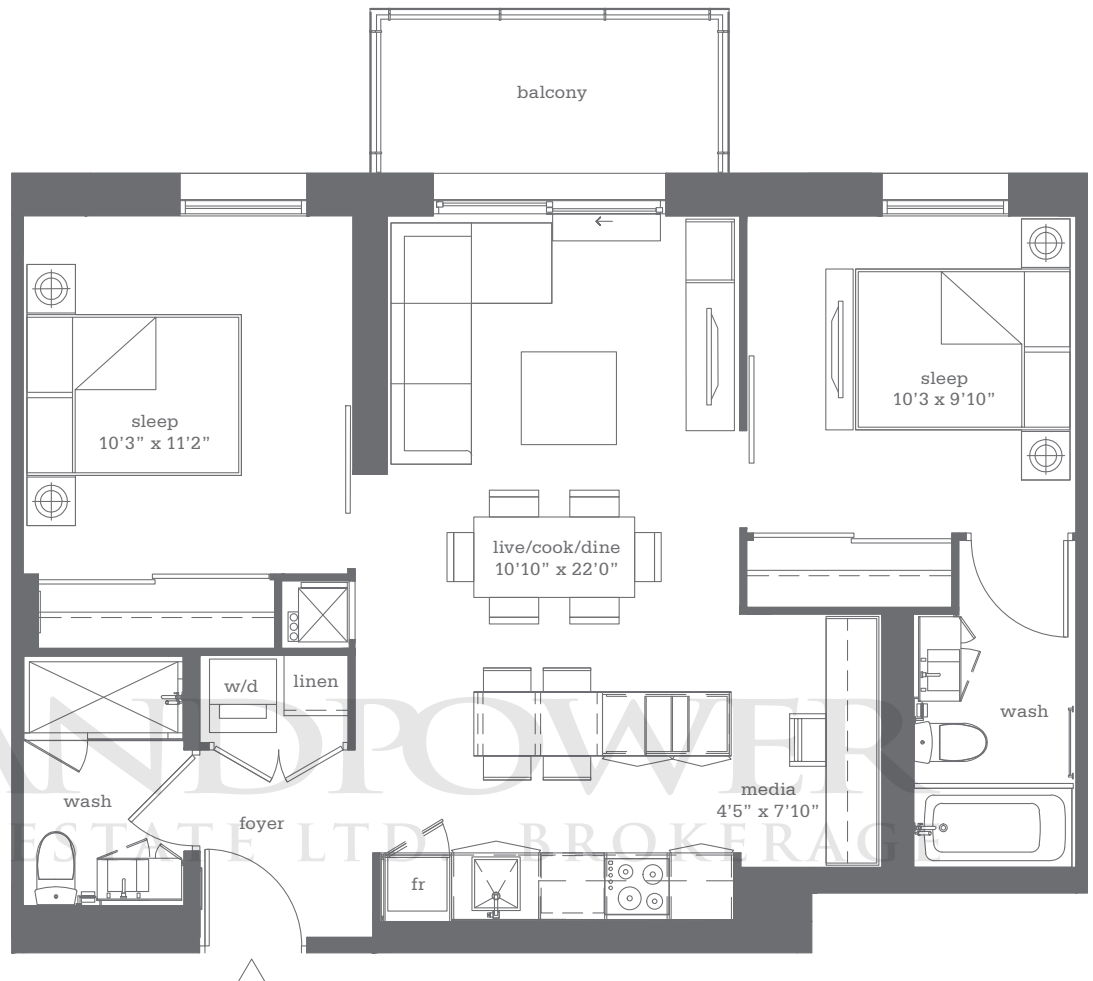 balcony
sleep
10'3" x 11'2"
sleep
10'3 x 9'10"
live/cook/dine
10'10" x 22'0"
w/d
linen
wash
wash
foyer
media
4'5" x 7'10"
fr
ANDPOWER
ESTATE LTD BROKERAGE